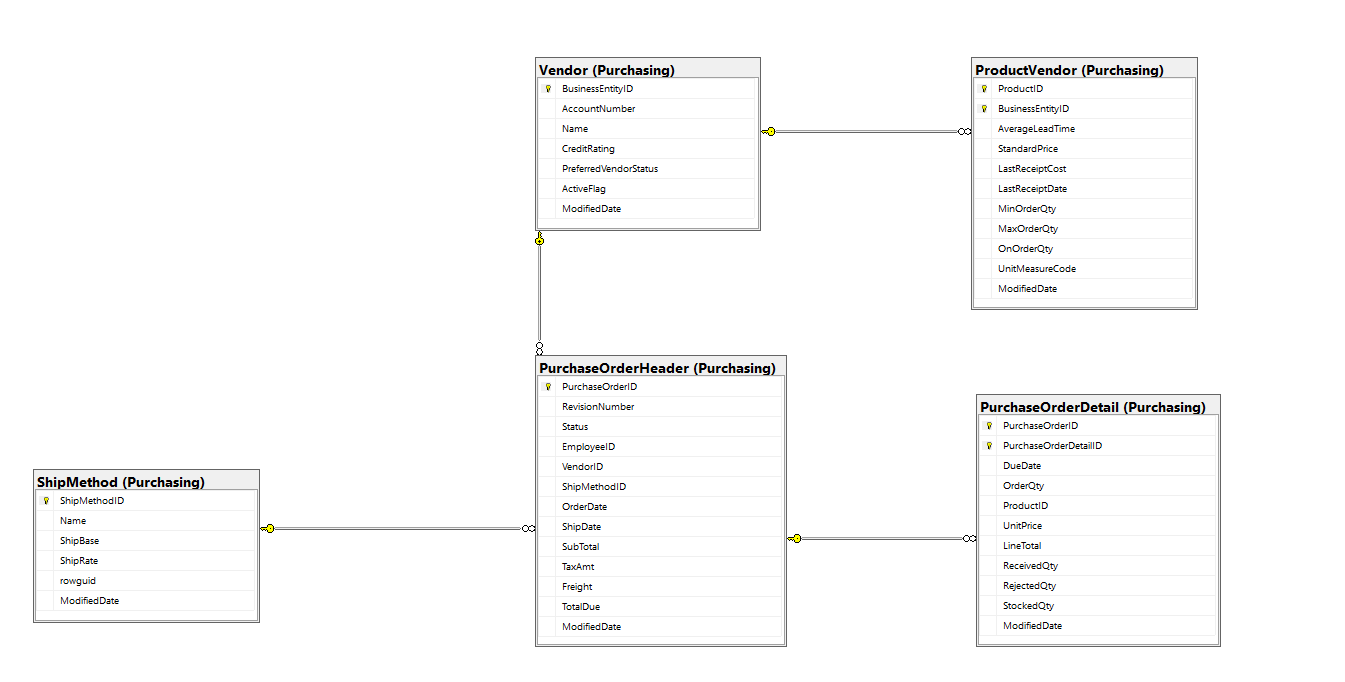 Vendor (Purchasing)
BusinessEntityID
AccountNumber
Name
CreditRating
PreferredVendorStatus
ActiveFlag
ModifiedDate
ProductVendor (Purchasing)
ProductID
BusinessEntityID
AverageLeadTime
StandardPrice
LastReceiptCost
LastReceiptDate
MinOrderQty
MaxOrderQty
OnOrderQty
UnitMeasureCode
ModifiedDate
PurchaseOrderHeader (Purchasing)
PurchaseOrderID
RevisionNumber
Status
EmployeeID
VendorID
ShipMethodID
OrderDate
ShipDate
SubTotal
TaxAmt
Freight
TotalDue
ModifiedDate
PurchaseOrderDetail (Purchasing)
PurchaseOrderID
PurchaseOrderDetailID
DueDate
OrderQty
ProductID
UnitPrice
LineTotal
ReceivedQty
RejectedQty
StockedQty
ModifiedDate
ShipMethod (Purchasing)
ShipMethodID
Name
ShipBase
ShipRate
rowguid
ModifiedDate